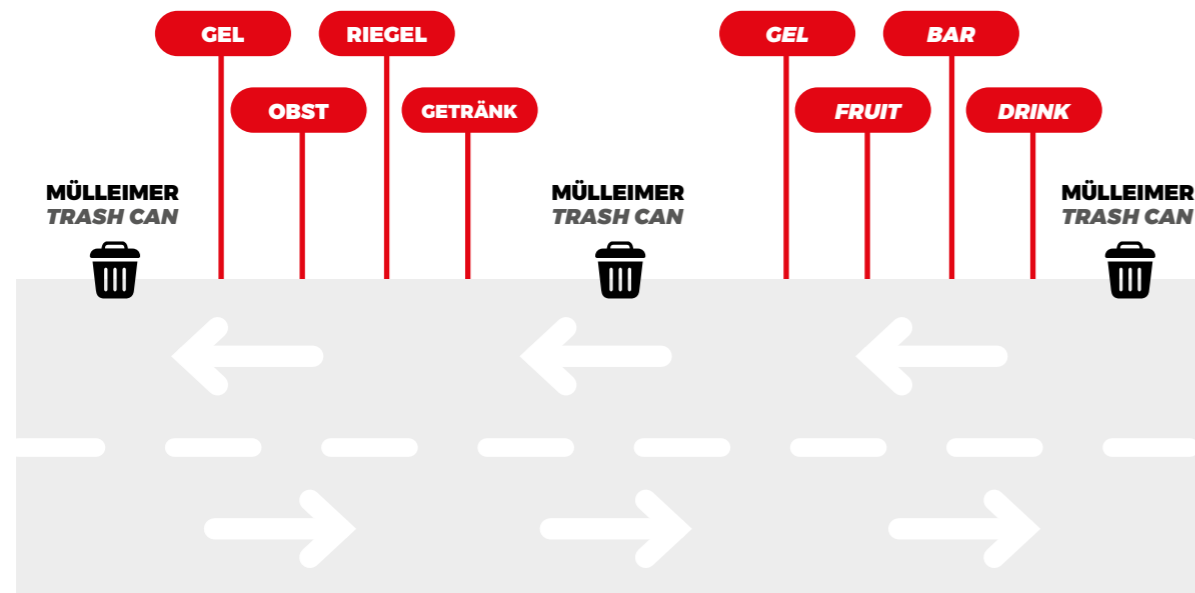 GEL
RIEGEL
GEL
BAR
OBST
GETRÄNK
FRUIT
DRINK
MÜLLEIMER
TRASH CAN
MÜLLEIMER
TRASH CAN
MÜLLEIMER
TRASH CAN